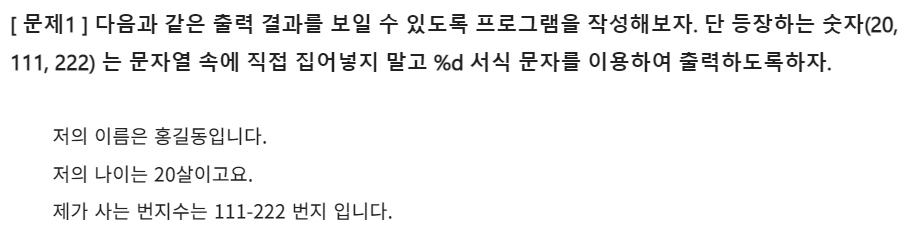 [ 문제1 ] 다음과 같은 출력 결과를 보일 수 있도록 프로그램을 작성해보자. 단 등장하는 숫자(20,
111, 222) 는 문자열 속에 직접 집어넣지 말고 %d 서식 문자를 이용하여 출력하도록하자.
저의 이름은 홍길동입니다.
저의 나이는 20살이고요.
제가 사는 번지수는 111-222 번지 입니다.